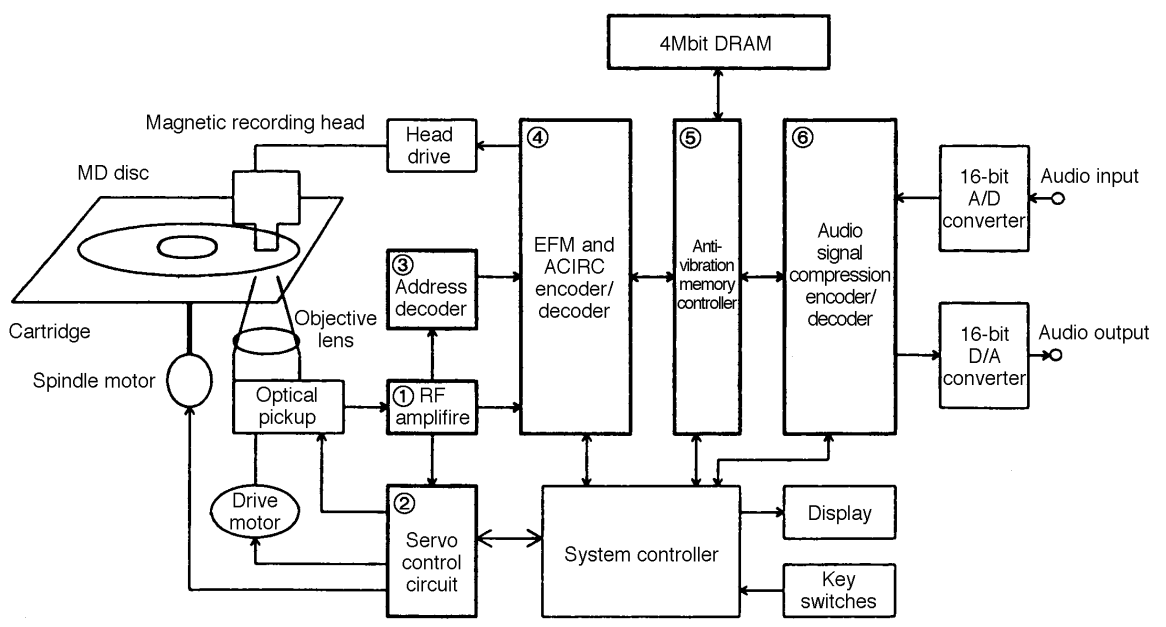 4Mbit DRAM
Magnetic recording head
Head
drive
④
⑤
⑥
MD disc
16-bit
A/D
converter
Audio input
EFM and
ACIRC
encoder/
decoder
Anti-
vibration
memory
controller
Audio
signal
compression
encoder/
decoder
③
Address
decoder
Cartridge
Objective
lens
16-bit
D/A
converter
Audio output
Spindle motor
Optical
pickup
① RF
amplifire
Drive
motor
②
Servo
control
circuit
System controller
Display
Key
switches